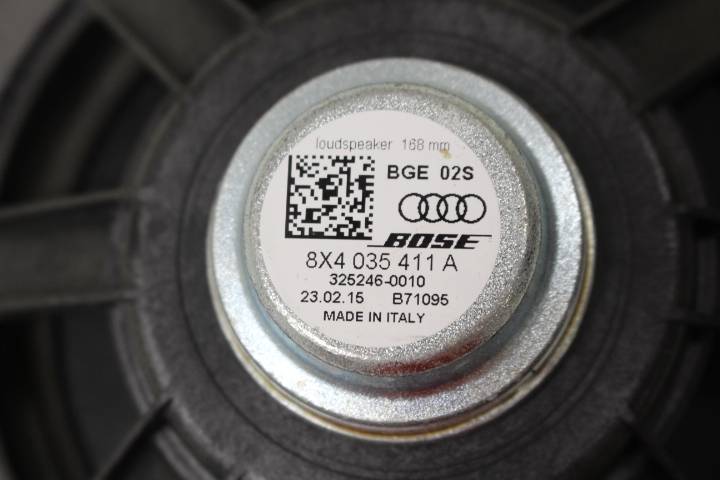 loudspeaker 168 mm
BGE 02S
BOSE
8X4 035 411 A
325246-0010
23.02.15 B71095
MADE IN ITALY